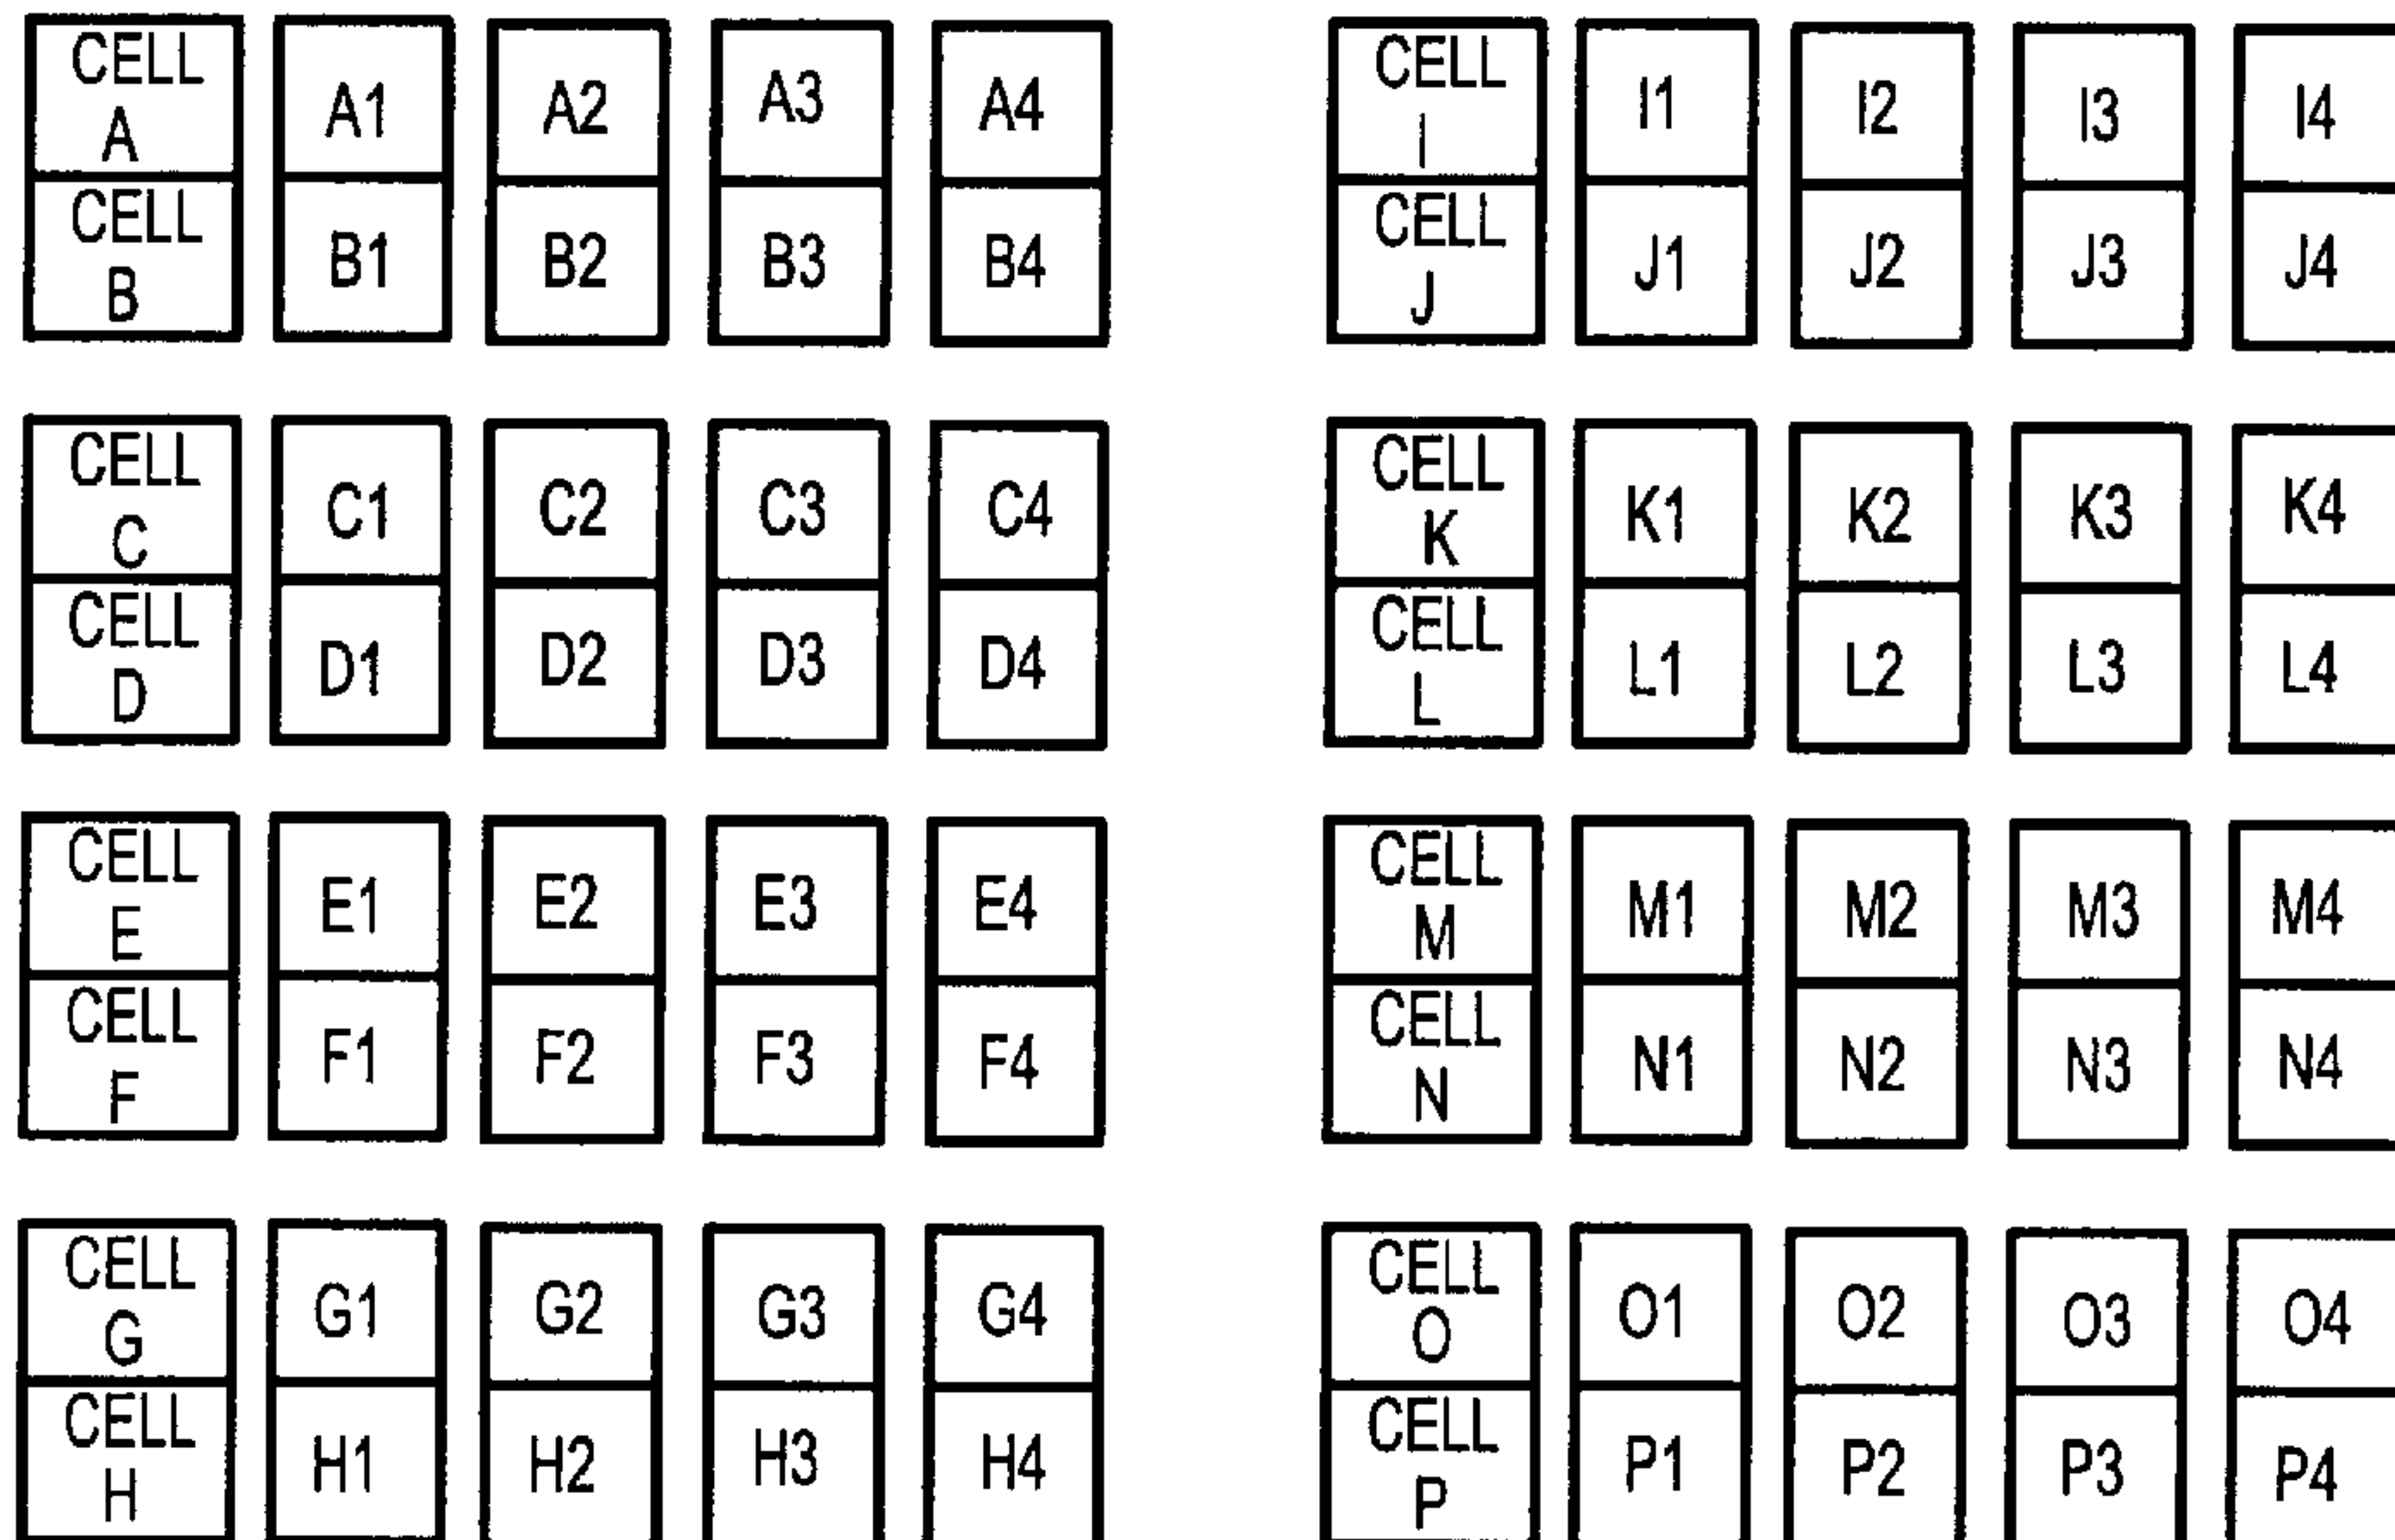 CELL
A A1 A2 A3 A4
CELL
B B1 B2 B3 B4
CELL
C C1 C2 C3 C4
CELL
D D1 D2 D3 D4
CELL
E E1 E2 E3 E4
CELL
F F1 F2 F3 F4
CELL
G G1 G2 G3 G4
CELL
H H1 H2 H3 H4
CELL
I I1 I2 I3 I4
CELL
J J1 J2 J3 J4
CELL
K K1 K2 K3 K4
CELL
L L1 L2 L3 L4
CELL
M M1 M2 M3 M4
CELL
N N1 N2 N3 N4
CELL
O O1 O2 O3 O4
CELL
P P1 P2 P3 P4